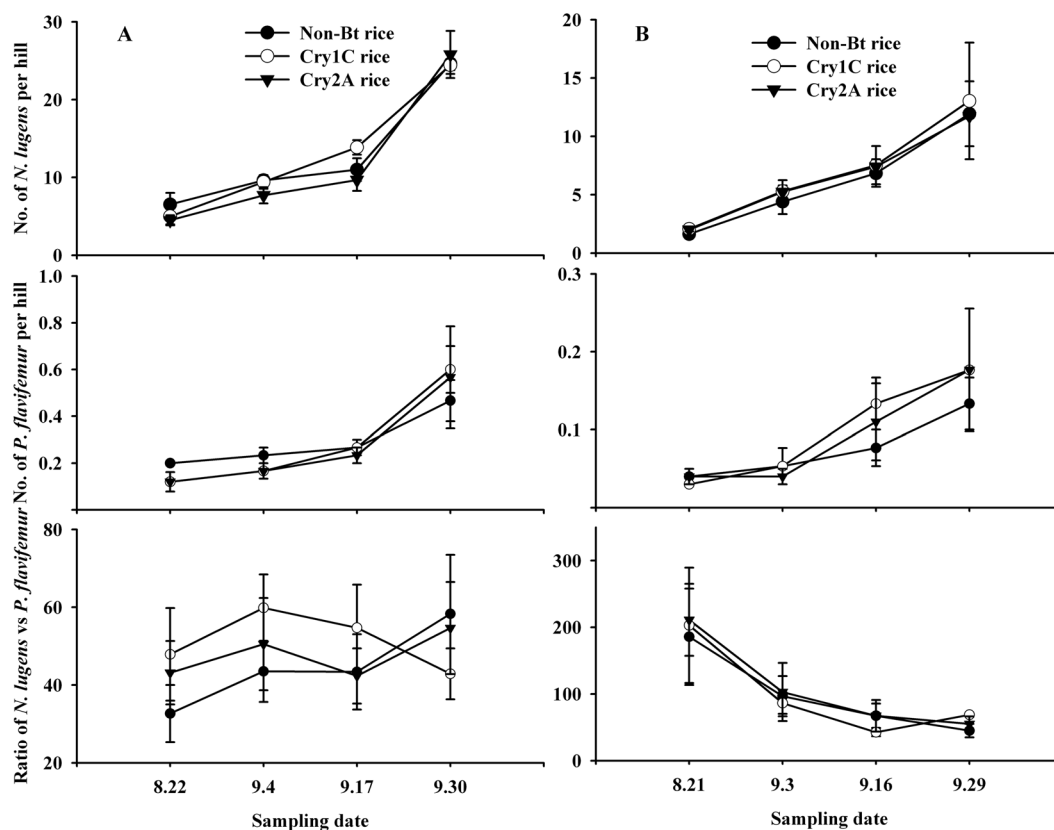 A
Non-Bt rice
Cry1C rice
Cry2A rice
30
20
10
0
No. of N. lugens per hill
B
Non-Bt rice
Cry1C rice
Cry2A rice
20
15
10
5
0
1.0
0.8
0.6
0.4
0.2
No. of P. flavifemur per hill
0.3
0.2
0.1
80
60
40
20
Ratio of N. lugens vs P. flavifemur
300
200
100
0
8.22 9.4 9.17 9.30
Sampling date
8.21 9.3 9.16 9.29
Sampling date